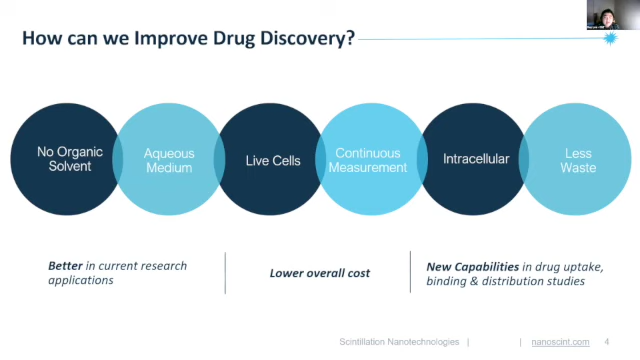 How can we Improve Drug Discovery?
No Organic
Solvent
Aqueous
Medium
Live Cells
Continuous
Measurement
Intracellular
Less
Waste
Better in current research
applications
Lower overall cost
New Capabilities in drug uptake,
binding & distribution studies
Scintillation Nanotechnologies | | nanoscint.com 4